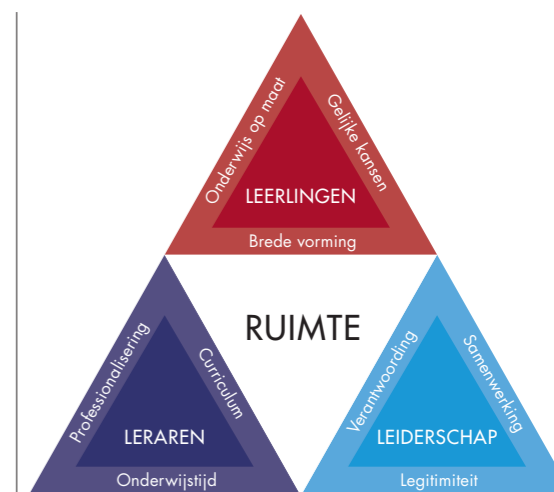 Onderwijs op maat
Gelijke kansen
LEERLINGEN
Brede vorming
RUIMTE
Professionalisering
Curriculum
LERAREN
Onderwijstijd
Verantwoording
Samenwerking
LEIDERSCHAP
Legitimiteit